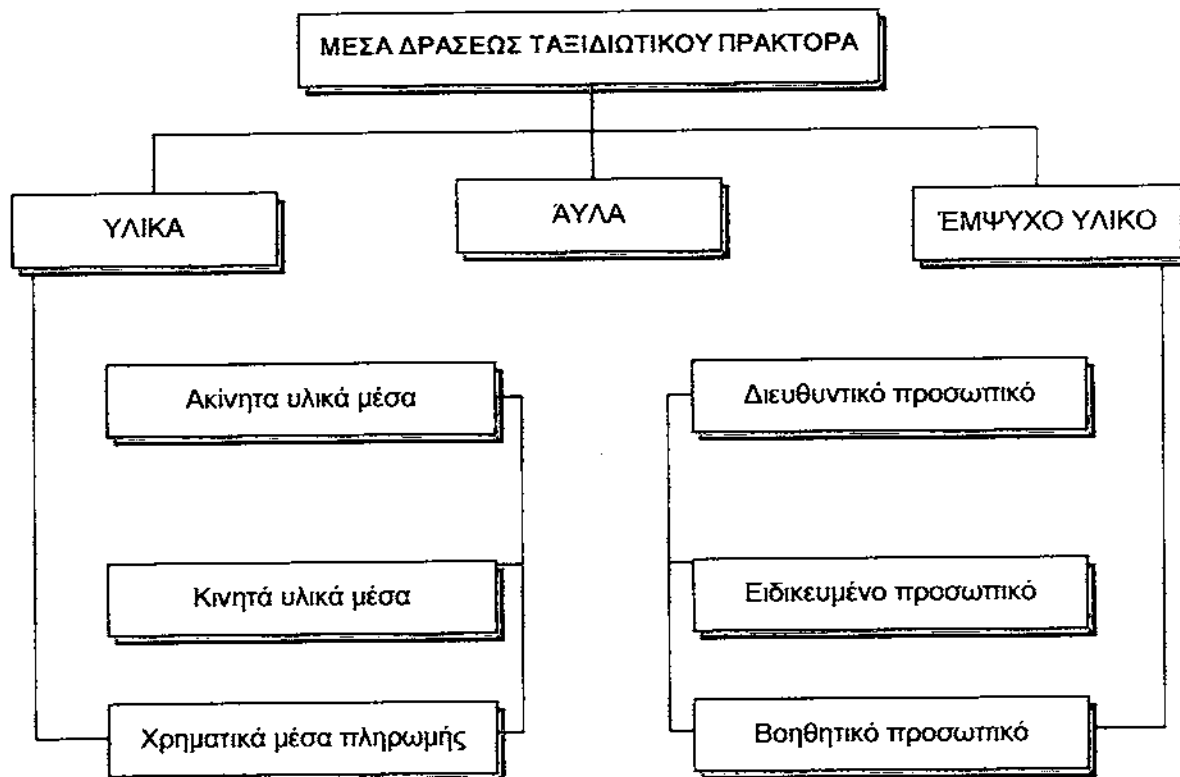 ΜΕΣΑ ΔΡΑΣΕΩΣ ΤΑΞΙΔΙΩΤΙΚΟΥ ΠΡΑΚΤΟΡΑ
ΥΛΙΚΑ
ΆΥΛΑ
ΈΜΨΥΧΟ ΥΛΙΚΟ
Ακίνητα υλικά μέσα
Διευθυντικό προσωπικό
Κινητά υλικά μέσα
Ειδικευμένο προσωπικό
Χρηματικά μέσα πληρωμής
Βοηθητικό προσωπικό